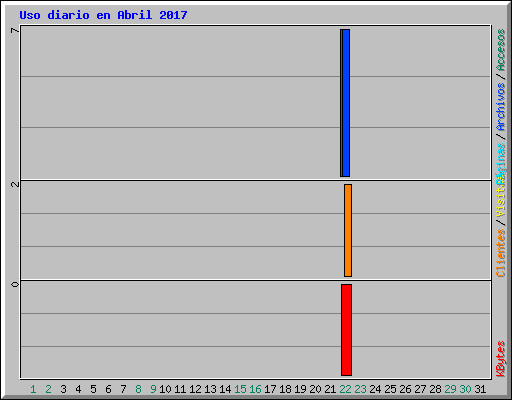 Uso diario en Abril 2017
7
2
0
Accesos
/
Archivos
/
Clientes
/
KBytes
1 2 3 4 5 6 7 8 9 10 11 12 13 14 15 16 17 18 19 20 21 22 23 24 25 26 27 28 29 30 31